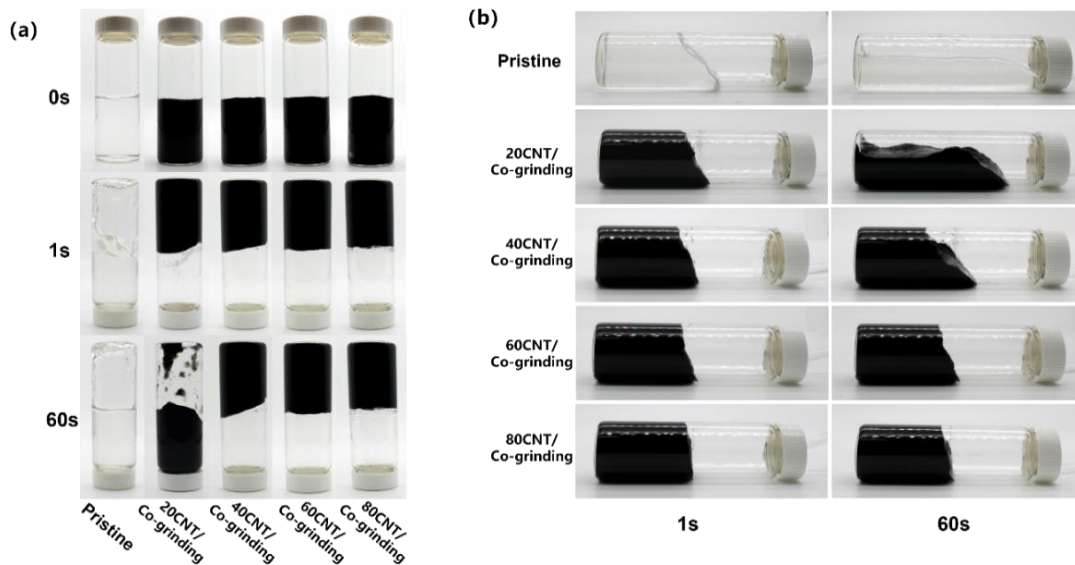 (a)
0s
1s
60s
Pristine
20CNT/
Co-grinding
40CNT/
Co-grinding
60CNT/
Co-grinding
80CNT/
Co-grinding
(b)
Pristine
20CNT/
Co-grinding
40CNT/
Co-grinding
60CNT/
Co-grinding
80CNT/
Co-grinding
1s
60s